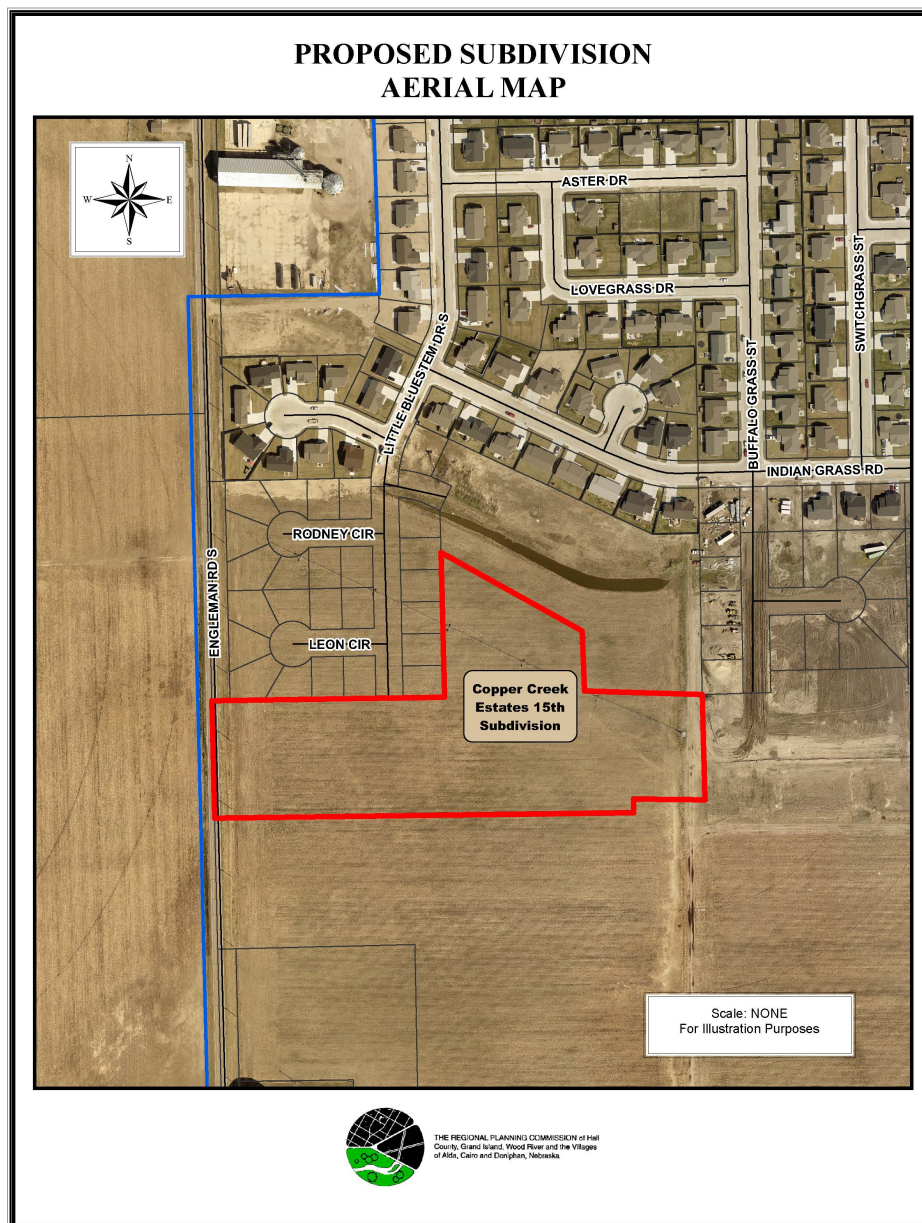 PROPOSED SUBDIVISION
AERIAL MAP
N
W
E
S
ASTER DR
LOVEGRASS DR
LITTLE BLUESTEM DR S
BUFFALO GRASS ST
SWITCHGRASS ST
INDIAN GRASS RD
RODNEY CIR
ENGLEMAN RD S
LEON CIR
Copper Creek
Estates 15th
Subdivision
Scale: NONE
For Illustration Purposes
THE REGIONAL PLANNING COMMISSION of Hall
County, Grand Island, Wood River and the Villages
of Alda, Cairo and Doniphan, Nebraska